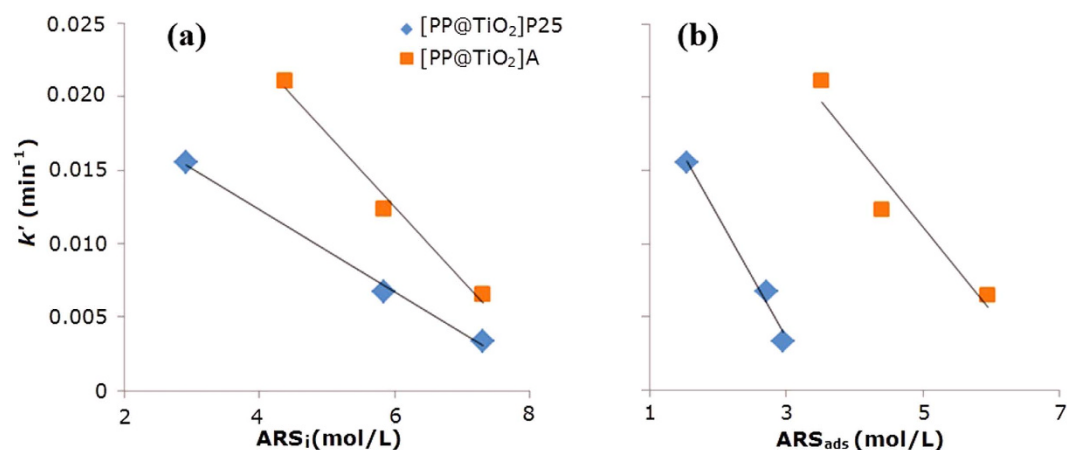 (a)
[PP@TiO₂]P25
[PP@TiO₂]A
(b)
k' (min⁻¹)
0.025
0.020
0.015
0.010
0.005
0
2
4
6
8
ARSᵢ(mol/L)
1
3
5
7
ARSₐdₛ(mol/L)